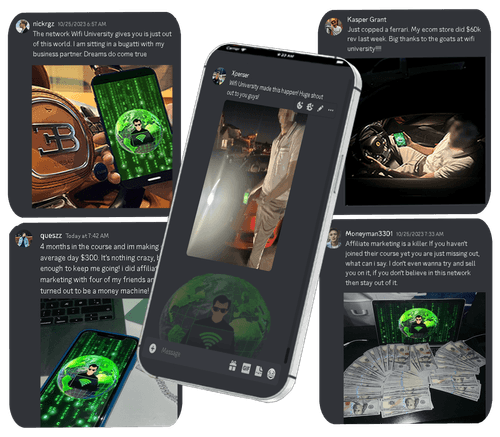 nickrgz 10/25/2023 6:57 AM
The network Wifi University gives you is just out
of this world. I am sitting in a bugatti with my
business partner. Dreams do come true
Kasper Grant
Just copped a ferrari. My ecom store did $60k
rev last week. Big thanks to the goats at wifi
university!!!!
Xperser
Wifi University made this happen! Huge shout
out to you guys!
GIF
Message
queszz Today at 7:42 AM
4 months in the course and im making
average day $300. It's nothing crazy, b
enough to keep me going! i did affilia
marketing with four of my friends an
turned out to be a money machine!
Moneyman3301 10/25/2023 7:33 AM
Affiliate marketing is a killer. If you haven't
joined their course yet you are just missing out,
what can i say. I don't even wanna try and sell
you on it, if you don't believe in this network
then stay out of it.